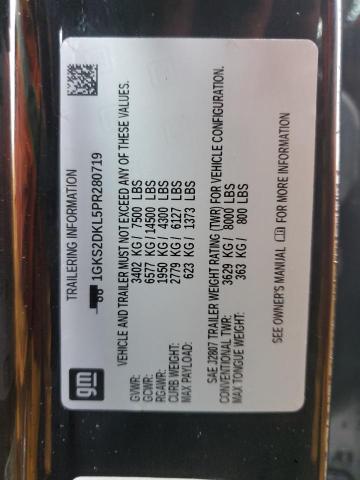 gm
TRAILERING INFORMATION
1GKS2DKL5PR280719
VEHICLE AND TRAILER MUST NOT EXCEED ANY OF THESE VALUES.
GVWR: 3402 KG / 7500 LBS
GCWR: 6577 KG / 14500 LBS
RGAWR: 1950 KG / 4300 LBS
CURB WEIGHT: 2779 KG / 6127 LBS
MAX PAYLOAD: 623 KG / 1373 LBS
SAE J2807 TRAILER WEIGHT RATING (TWR) FOR VEHICLE CONFIGURATION.
CONVENTIONAL TWR: 3629 KG / 8000 LBS
MAX TONGUE WEIGHT: 363 KG / 800 LBS
SEE OWNER'S MANUAL FOR MORE INFORMATION